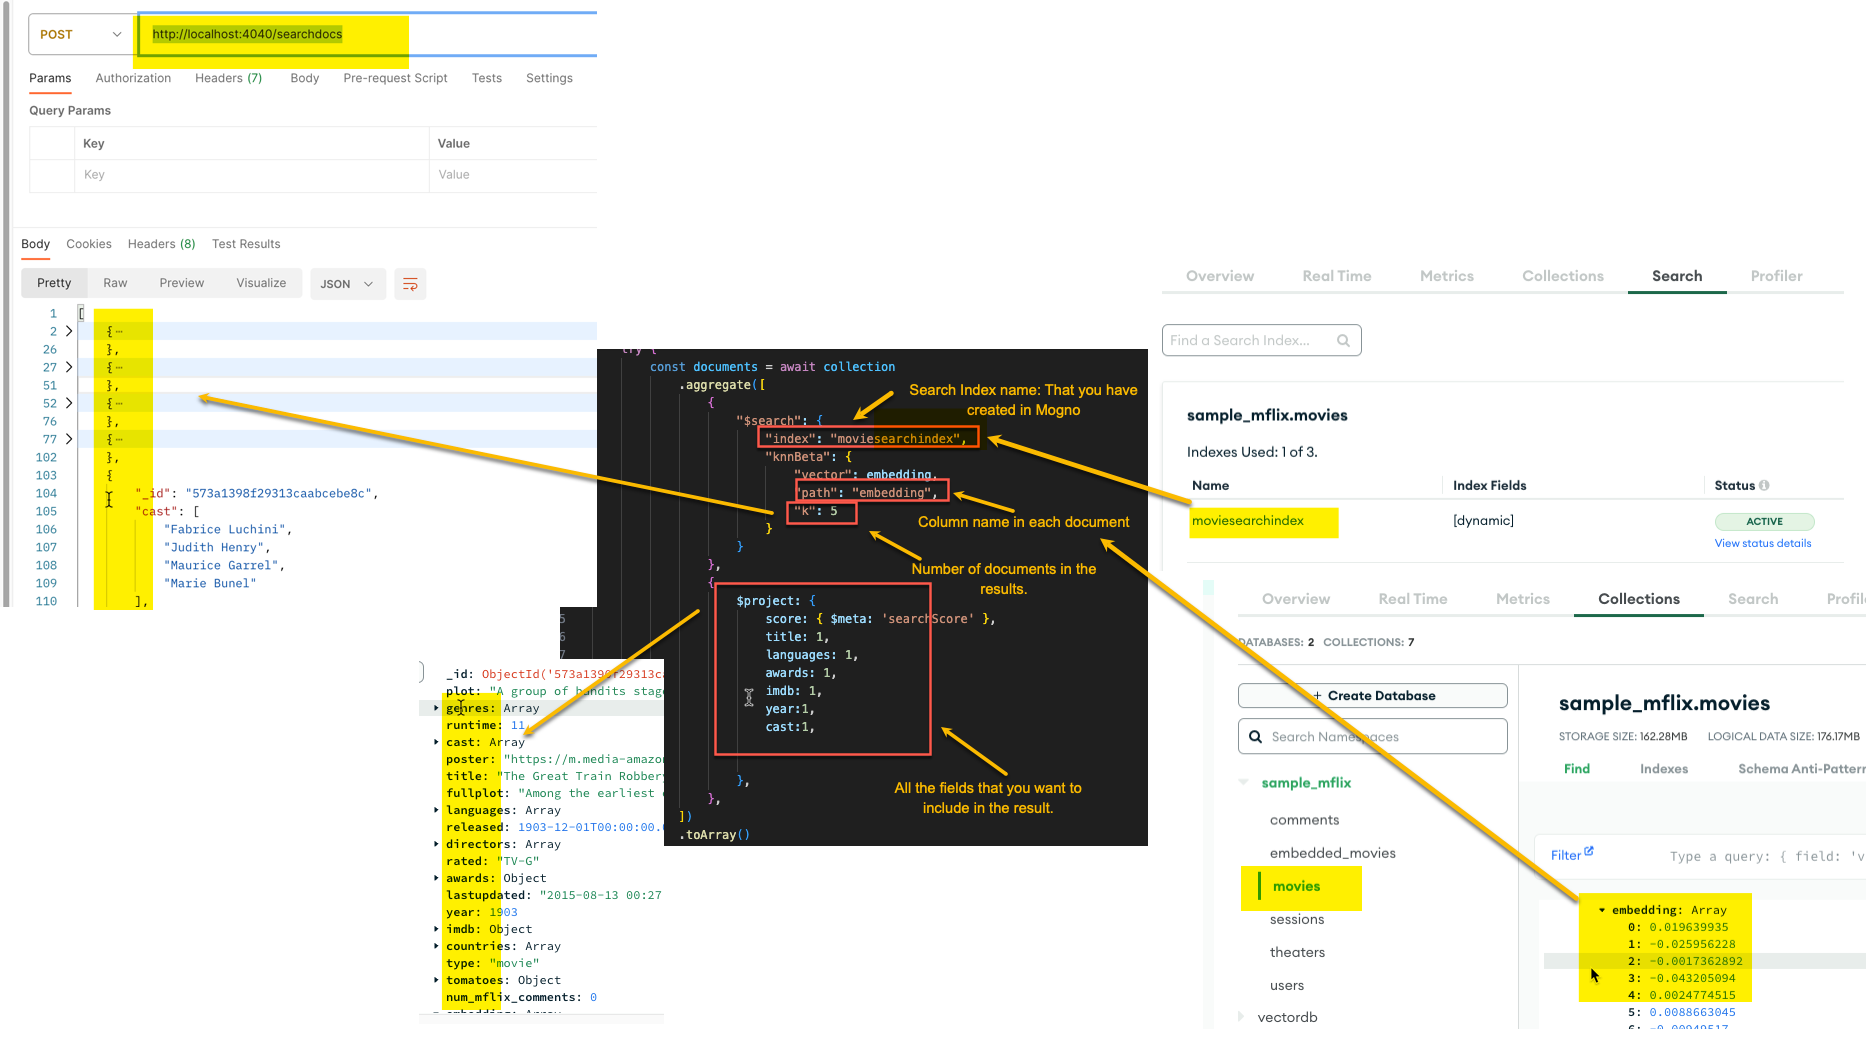 POST
http://localhost:4040/searchdocs
Params Authorization Headers (7) Body Pre-request Script Tests Settings
Query Params
Key Value
Key Value
Body Cookies Headers (8) Test Results
Pretty Raw Preview Visualize JSON
1 [
2 {…
26 },
27 {…
51 },
52 {…
76 },
77 {…
102 },
103 {
104 "_id": "573a1398f29313caabcebe8c",
105 "cast": [
106 "Fabrice Luchini",
107 "Judith Henry",
108 "Maurice Garrel",
109 "Marie Bunel"
110 ],
try {
const documents = await collection
.aggregate([
{
"$search": {
"index": "moviesearchindex",
"knnBeta": {
"vector": embedding,
"path": "embedding",
"k": 5
}
}
},
{
$project: {
score: { $meta: 'searchScore' },
title: 1,
languages: 1,
awards: 1,
imdb: 1,
year:1,
cast:1,
},
},
])
.toArray()
Search Index name: That you have
created in Mogno
Column name in each document
Number of documents in the
results.
All the fields that you want to
include in the result.
5
6
7
_id: ObjectId('573a1390f29313c
plot: "A group of bandits stag
genres: Array
runtime: 11
cast: Array
poster: "https://m.media-amazo
title: "The Great Train Robber
fullplot: "Among the earliest
languages: Array
released: 1903-12-01T00:00:00.
directors: Array
rated: "TV-G"
awards: Object
lastupdated: "2015-08-13 00:27
year: 1903
imdb: Object
countries: Array
type: "movie"
tomatoes: Object
num_mflix_comments: 0
embedding: Array
Overview Real Time Metrics Collections Search Profiler
Find a Search Index...
sample_mflix.movies
Indexes Used: 1 of 3.
Name Index Fields Status
moviesearchindex [dynamic] ACTIVE
View status details
Overview Real Time Metrics Collections Search Profil
DATABASES: 2 COLLECTIONS: 7
+ Create Database
Search Namespaces
sample_mflix
comments
embedded_movies
movies
sessions
theaters
users
vectordb
sample_mflix.movies
STORAGE SIZE: 162.28MB LOGICAL DATA SIZE: 176.17MB
Find Indexes Schema Anti-Pattern
Filter Type a query: { field: 'v
embedding: Array
0: 0.019639935
1: -0.025956228
2: -0.0017362892
3: -0.043205094
4: 0.0024774515
5: 0.0088663045
6: -0.00949517